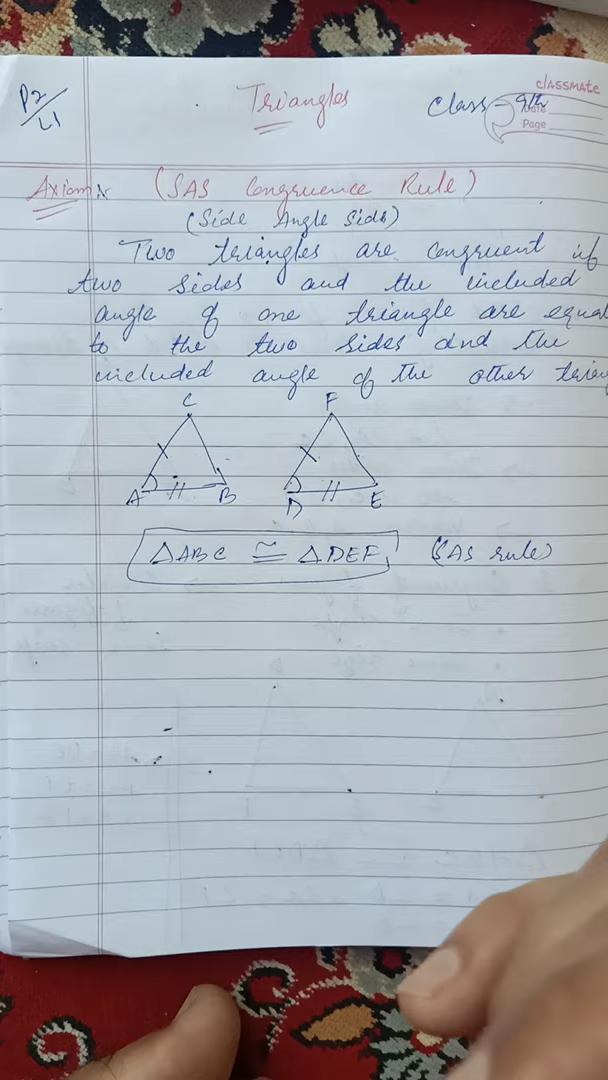 P2/L1
Triangles
Class - 9th
classmate
Page
Axiom: (SAS Congruence Rule)
(Side Angle Side)
Two triangles are congruent if
two sides and the included
angle of one triangle are equal
to the two sides and the
included angle of the other triang
C F
A B D E
△ABC ≅ △DEF (SAS rule)